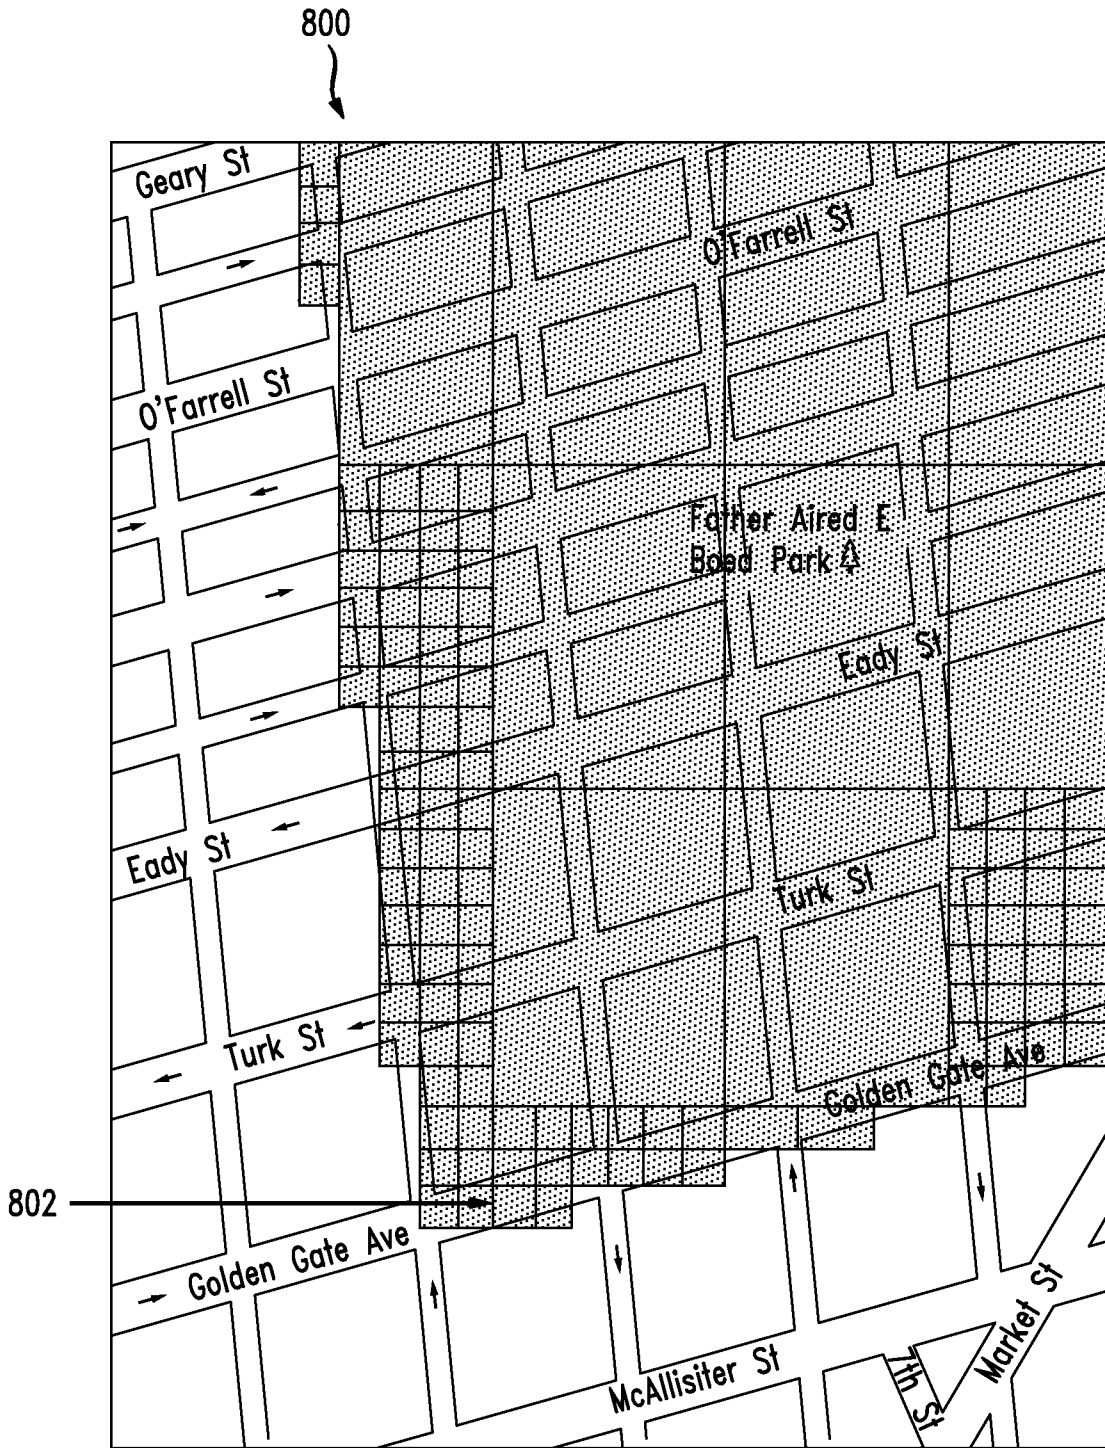 800
Geary St
O'Farrell St
O'Farrell St
Father Aired E
Boed Park
Eady St
Eady St
Turk St
Turk St
Golden Gate Ave
802
Golden Gate Ave
Market St
McAllisiter St
7th St